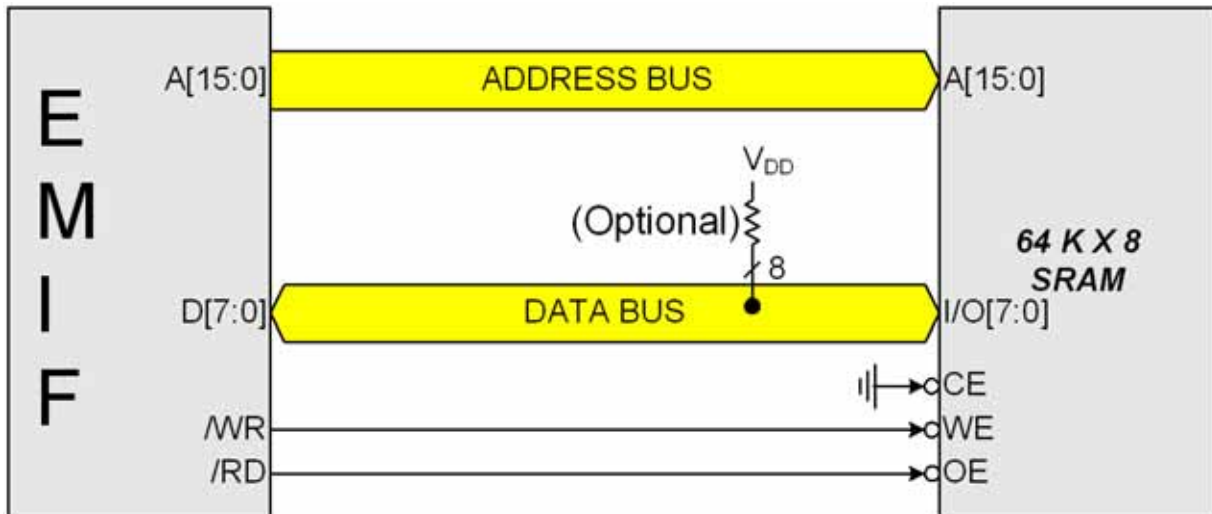 EMIF
A[15:0]
ADDRESS BUS
A[15:0]
VDD
(Optional)
8
64 K X 8
SRAM
D[7:0]
DATA BUS
I/O[7:0]
CE
/WR
WE
/RD
OE